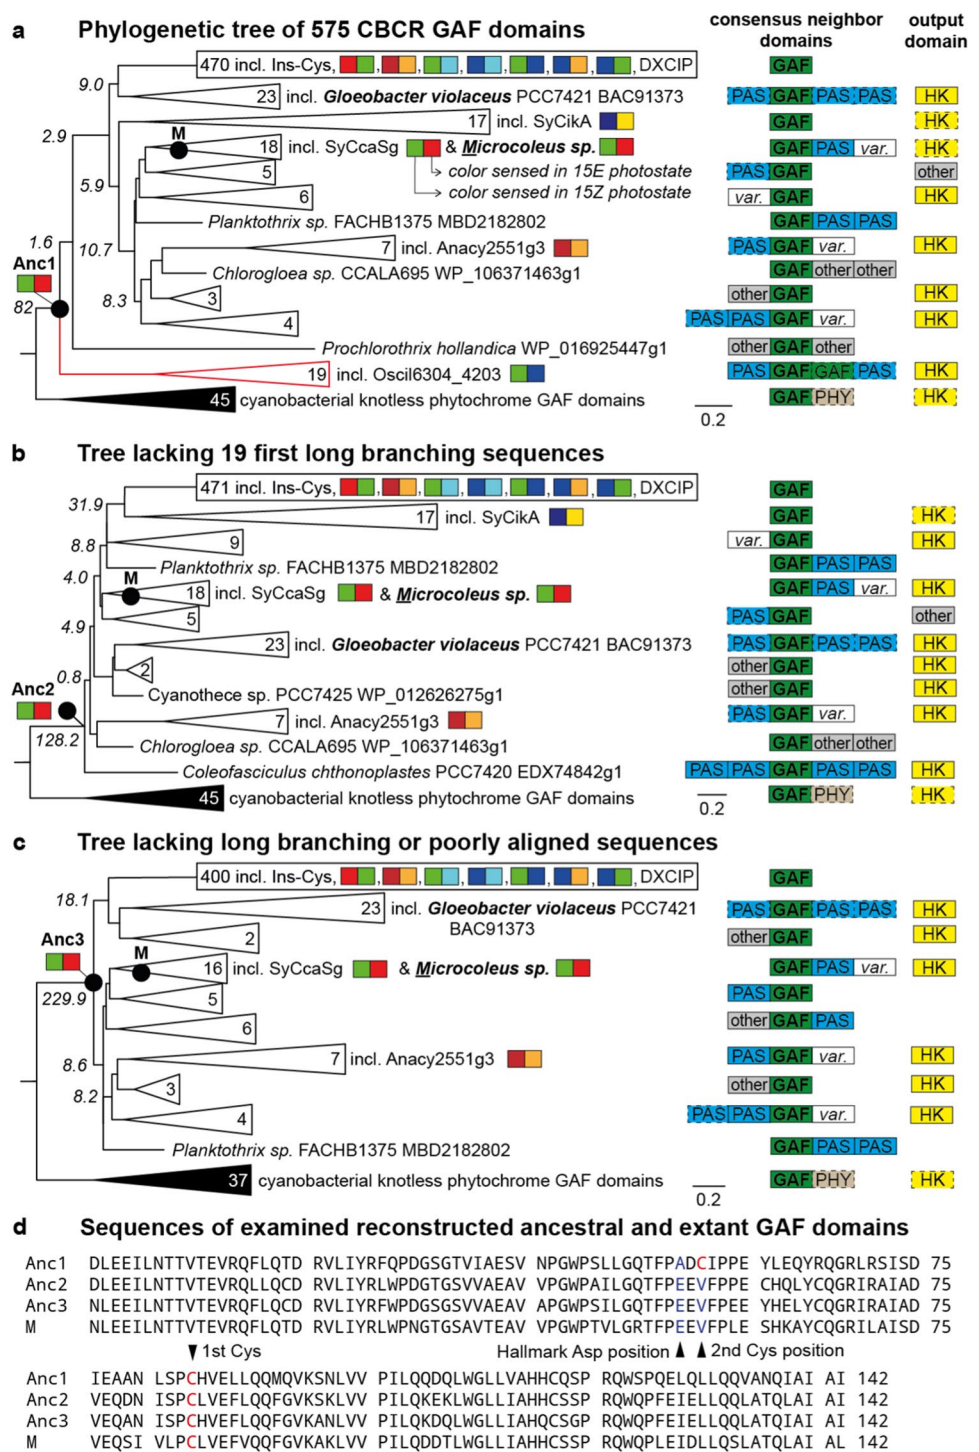 a Phylogenetic tree of 575 CBCR GAF domains
consensus neighbor domains
output domain
470 incl. Ins-Cys, , , , , , , DXCIP GAF
9.0
23 incl. Gloeobacter violaceus PCC7421 BAC91373 PAS GAF PAS PAS HK
17 incl. SyCikA GAF HK
2.9
M
18 incl. SyCcaSg & Microcoleus sp. GAF PAS var. HK
color sensed in 15E photostate
5 PAS GAF other
5.9
color sensed in 15Z photostate
6 var. GAF HK
Planktothrix sp. FACHB1375 MBD2182802 GAF PAS PAS
1.6
10.7
7 incl. Anacy2551g3 PAS GAF var. HK
Anc1
Chlorogloea sp. CCALA695 WP_106371463g1 GAF other other
82
8.3
3 other GAF HK
4 PAS PAS GAF var. HK
Prochlorothrix hollandica WP_016925447g1 other GAF other
19 incl. Oscil6304_4203 PAS GAF GAF PAS HK
45 cyanobacterial knotless phytochrome GAF domains GAF PHY HK
0.2
b Tree lacking 19 first long branching sequences
471 incl. Ins-Cys, , , , , , , DXCIP GAF
31.9
17 incl. SyCikA GAF HK
8.8
9 var. GAF HK
Planktothrix sp. FACHB1375 MBD2182802 GAF PAS PAS
4.0
M
18 incl. SyCcaSg & Microcoleus sp. GAF PAS var. HK
5 PAS GAF other
4.9
23 incl. Gloeobacter violaceus PCC7421 BAC91373 PAS GAF PAS PAS HK
0.8
2 other GAF HK
Anc2
Cyanothece sp. PCC7425 WP_012626275g1 other GAF HK
7 incl. Anacy2551g3 PAS GAF var. HK
128.2
Chlorogloea sp. CCALA695 WP_106371463g1 GAF other other
Coleofasciculus chthonoplastes PCC7420 EDX74842g1 PAS PAS GAF PAS PAS HK
45 cyanobacterial knotless phytochrome GAF domains GAF PHY HK
0.2
c Tree lacking long branching or poorly aligned sequences
400 incl. Ins-Cys, , , , , , , DXCIP GAF
18.1
23 incl. Gloeobacter violaceus PCC7421 PAS GAF PAS PAS HK
BAC91373
Anc3
2 other GAF HK
M
16 incl. SyCcaSg & Microcoleus sp. GAF PAS var. HK
229.9
5 PAS GAF
6 other GAF PAS
8.6
7 incl. Anacy2551g3 PAS GAF var. HK
8.2
3 other GAF HK
4 PAS PAS GAF var. HK
Planktothrix sp. FACHB1375 MBD2182802 GAF PAS PAS
37 cyanobacterial knotless phytochrome GAF domains GAF PHY HK
0.2
d Sequences of examined reconstructed ancestral and extant GAF domains
Anc1 DLEEILNTTVTEVRQFLQTD RVLIYRFQPDGSGTVIAESV NPGWPSLLGQTFPADCIPPE YLEQYRQGRLRSISD 75
Anc2 DLEEILNTTVTEVRQFLLCD RVLIYRFQPDGTGSVVAEAV VPGWPAILGQTFPEEVFPPE CHQLYCQGRIRAIAD 75
Anc3 NLEEILNTTVTEVRQFLQCD RVLIYRFWPDGSGSVVAEAV APGWPAILGQTFPEEVFPEE YHELYCQGRIRAIAD 75
M NLEEILNTTVTEVRQFLQTD RVLIYRLWPNGTGSAVTEAV VPGWPTVLGRTFPEEVFPLE SHKAYCQGRILAISD 75
1st Cys Hallmark Asp position 2nd Cys position
Anc1 IEAAN LSPCHVELLQQMQVKSNLVV PILQQDQLWGLLVAHHCQSP RQWSPQELQLLQQVANQIAI AI 142
Anc2 VEQDN ISPCLVEFLQQFGVKSKLVV PILQKEKLWGLLIAHHCQSP RQWQPFEIELLQQLATQLAI AI 142
Anc3 VEQAN ISPCHVEFLQQFGVKANLVV PILQKDQLWGLLIAHQCSGP RQWQPFEIELLQQLATQLAI AI 142
M VEQSI VLPCLVEFVQQFGVKAKLVV PILQDDTLWGLLIAHQCQSP RQWQPLEIDLLQSLATQLAI AL 142